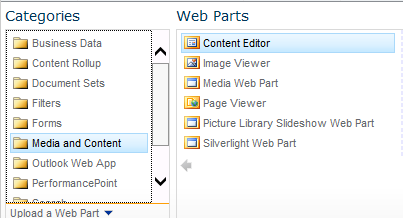 Categories
Business Data
Content Rollup
Document Sets
Filters
Forms
Media and Content
Outlook Web App
PerformancePoint
Upload a Web Part
Web Parts
Content Editor
Image Viewer
Media Web Part
Page Viewer
Picture Library Slideshow Web Part
Silverlight Web Part